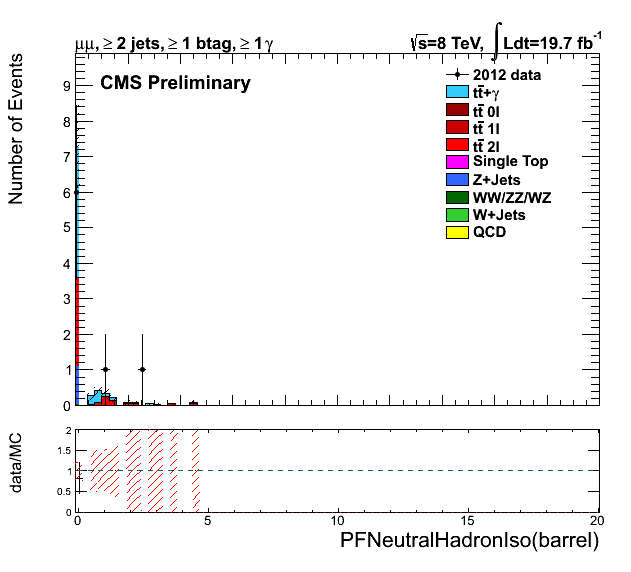 μμ, ≥ 2 jets, ≥ 1 btag, ≥ 1 γ
√s=8 TeV, ∫ Ldt=19.7 fb⁻¹
CMS Preliminary
2012 data
tt̄+γ
tt̄ 0l
tt̄ 1l
tt̄ 2l
Single Top
Z+Jets
WW/ZZ/WZ
W+Jets
QCD
Number of Events
9
8
7
6
5
4
3
2
1
0
data/MC
2
1.5
1
0.5
0
0 5 10 15 20
PFNeutralHadronIso(barrel)